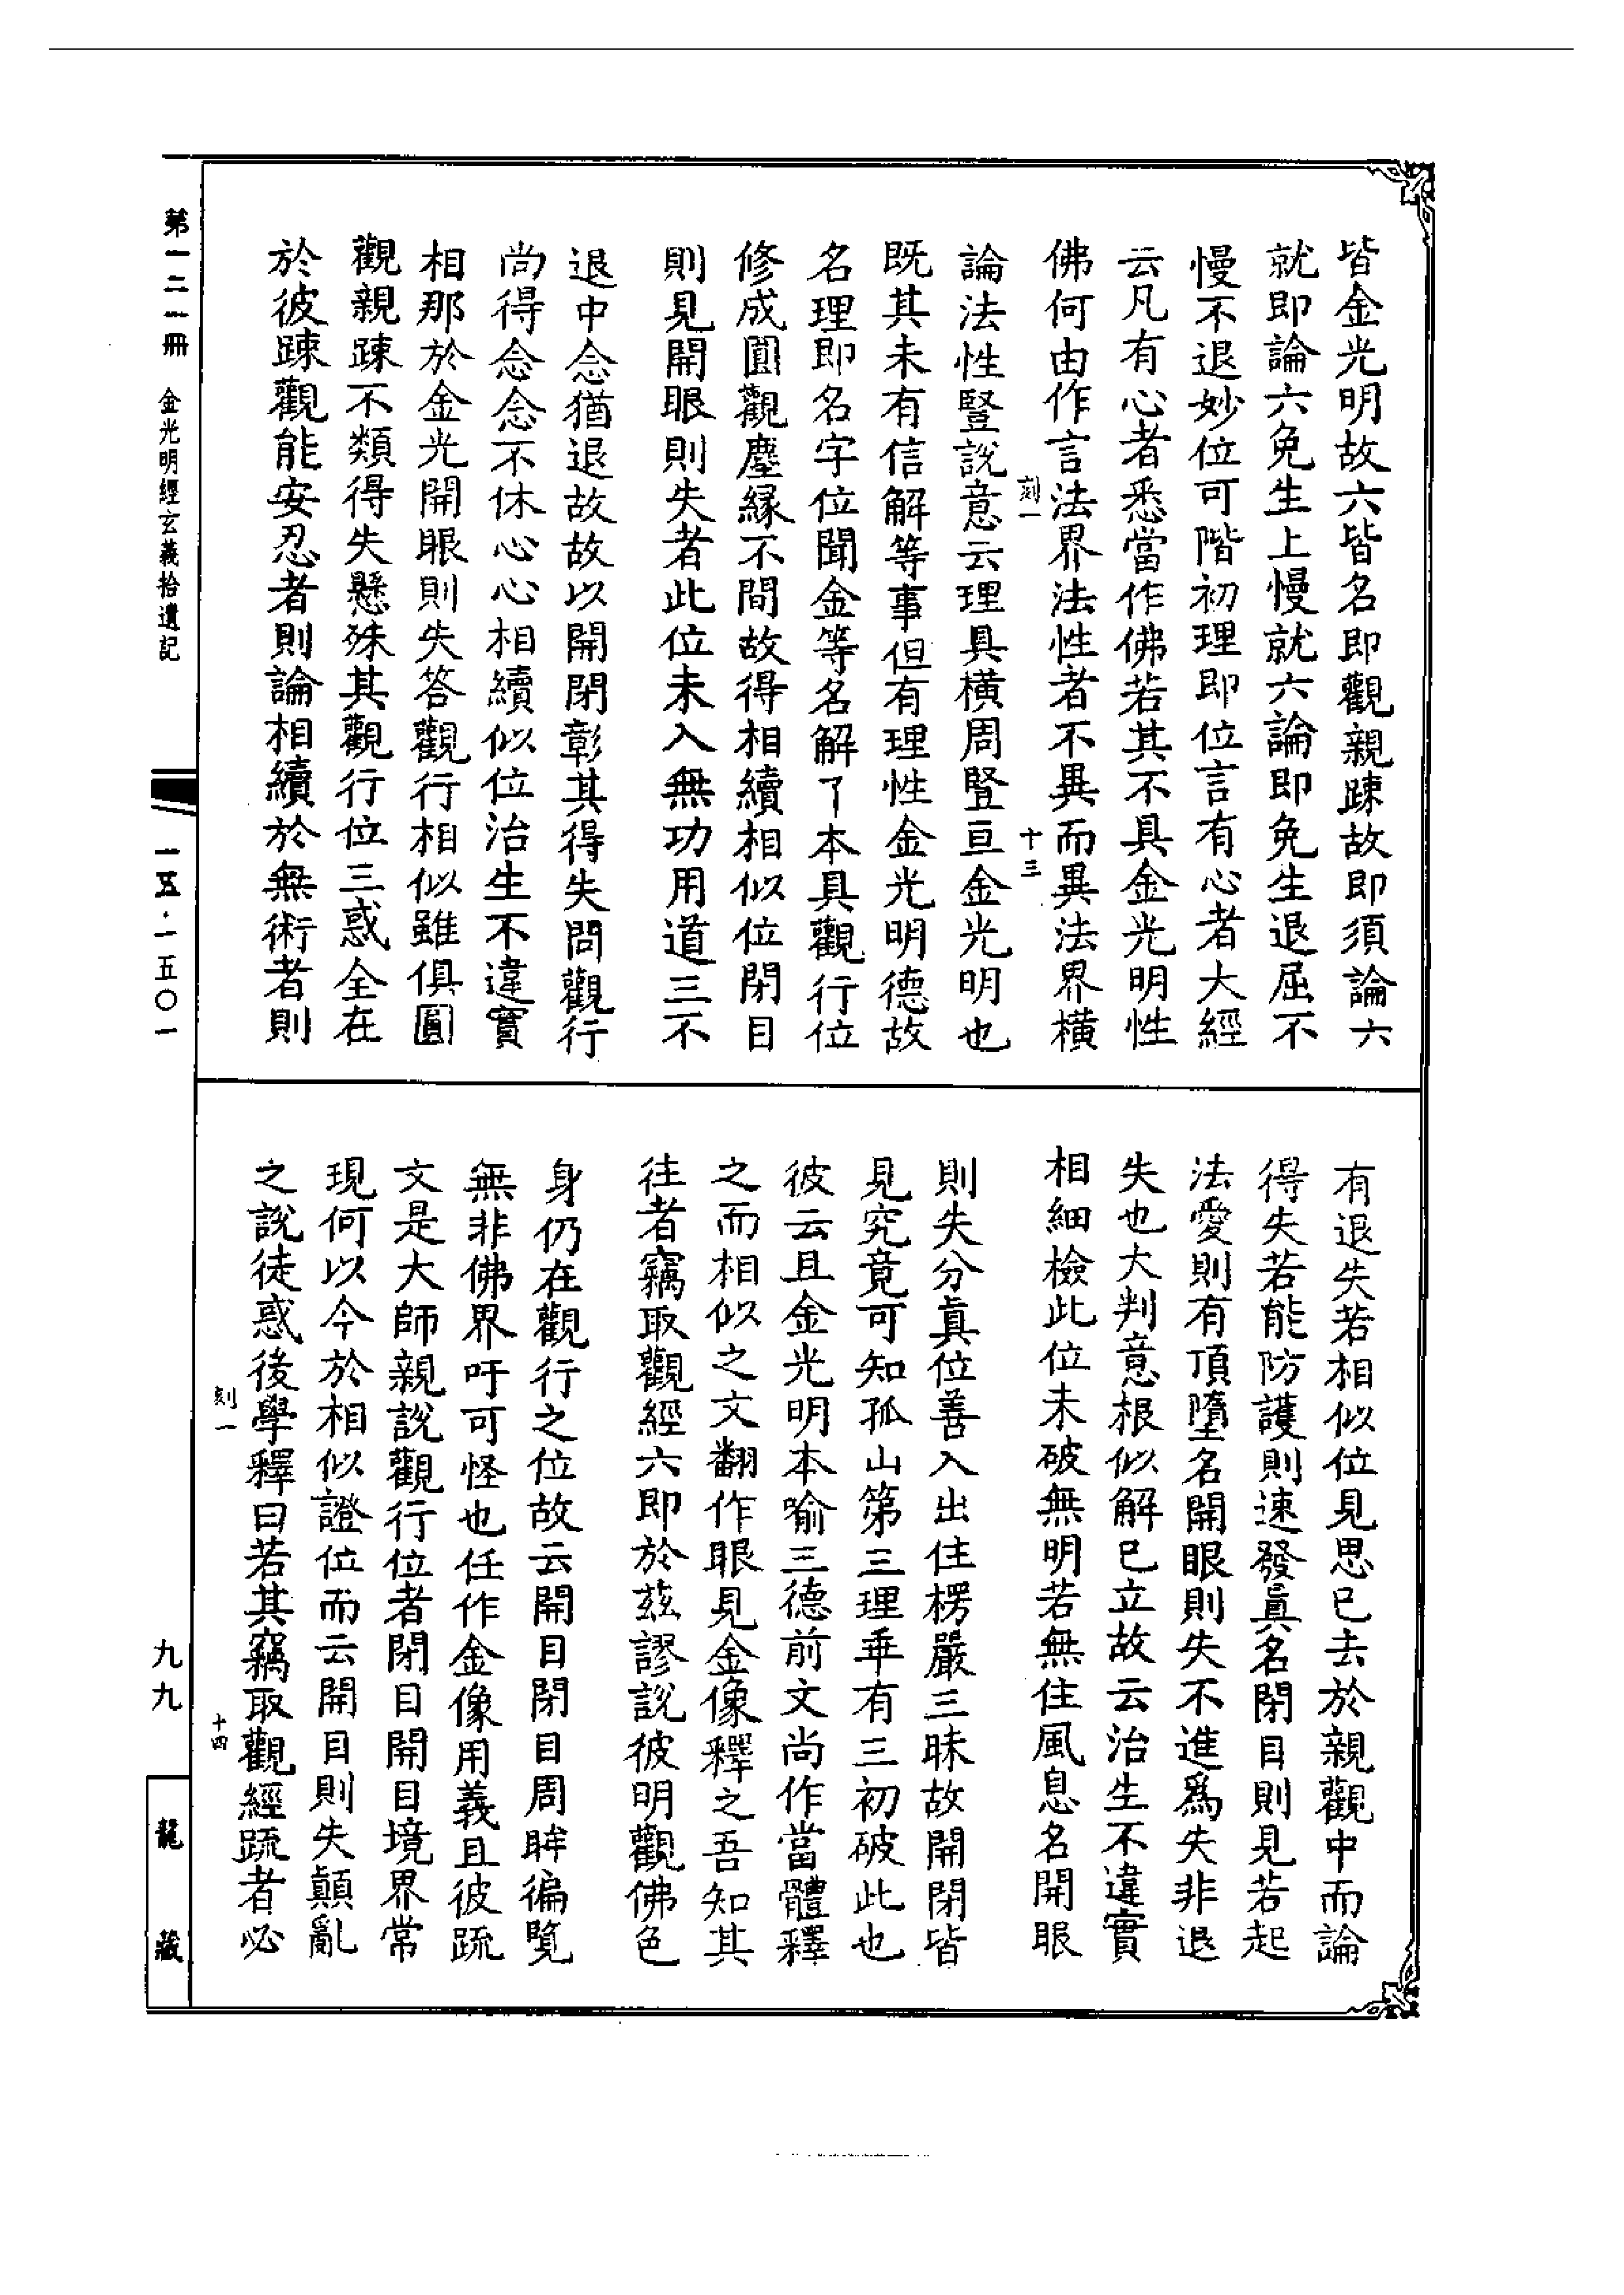 皆金光明故六皆名即觀親踈故即須論六
就即論六免生上慢就六論即免生退屈不
慢不退妙位可階初理即位言有心者大經
云凡有心者悉當作佛若其不具金光明性
佛何由作言法界法性者不異而異法界橫
刻一 十三
論法性豎說意云理具橫周豎亘金光明也
既其未有信解等事但有理性金光明德故
名理即名字位聞金等名解了本具觀行位
修成圓觀塵緣不間故得相續相似位閉目
則見開眼則失者此位未入無功用道三不
退中念猶退故故以開閉彰其得失問觀行
尚得念念不休心心相續似位治生不違實
相那於金光開眼則失答觀行相似雖俱圓
觀親踈不類得失懸殊其觀行位三惑全在
於彼踈觀能安忍者則論相續於無術者則
有退失若相似位見思已去於親觀中而論
得失若能防護則速發真名閉目則見若起
法愛則有頂墮名開眼則失不進爲失非退
失也大判意根似解已立故云治生不違實
相細檢此位未破無明若無住風息名開眼
則失分真位善入出住楞嚴三昧故開閉皆
見究竟可知孤山第三理乖有三初破此也
彼云且金光明本喻三德前文尚作當體釋
之而相似之文翻作眼見金像釋之吾知其
往者竊取觀經六即於茲謬說彼明觀佛色
身仍在觀行之位故云開目閉目周眸徧覽
無非佛界吁可怪也任作金像用義且彼疏
文是大師親說觀行位者閉目開目境界常
現何以今於相似證位而云開目則失顛亂
之說徒惑後學釋曰若其竊取觀經疏者必
刻一 十四
第一二一冊 金光明經玄義拾遺記
一五·一五〇一
九九
龍藏